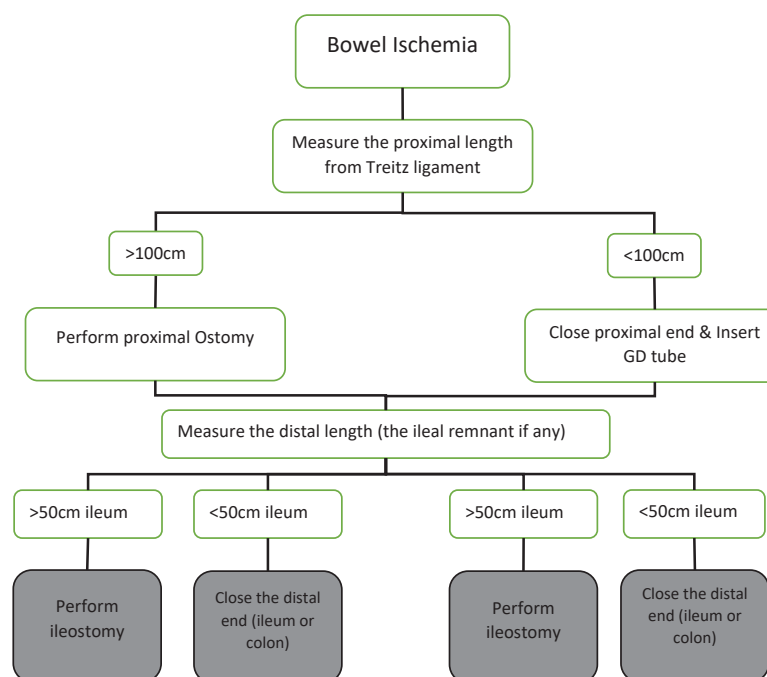 Bowel Ischemia
Measure the proximal length
from Treitz ligament
>100cm
<100cm
Perform proximal Ostomy
Close proximal end & Insert
GD tube
Measure the distal length (the ileal remnant if any)
>50cm ileum
<50cm ileum
>50cm ileum
<50cm ileum
Perform
ileostomy
Close the distal
end (ileum or
colon)
Perform
ileostomy
Close the distal
end (ileum or
colon)